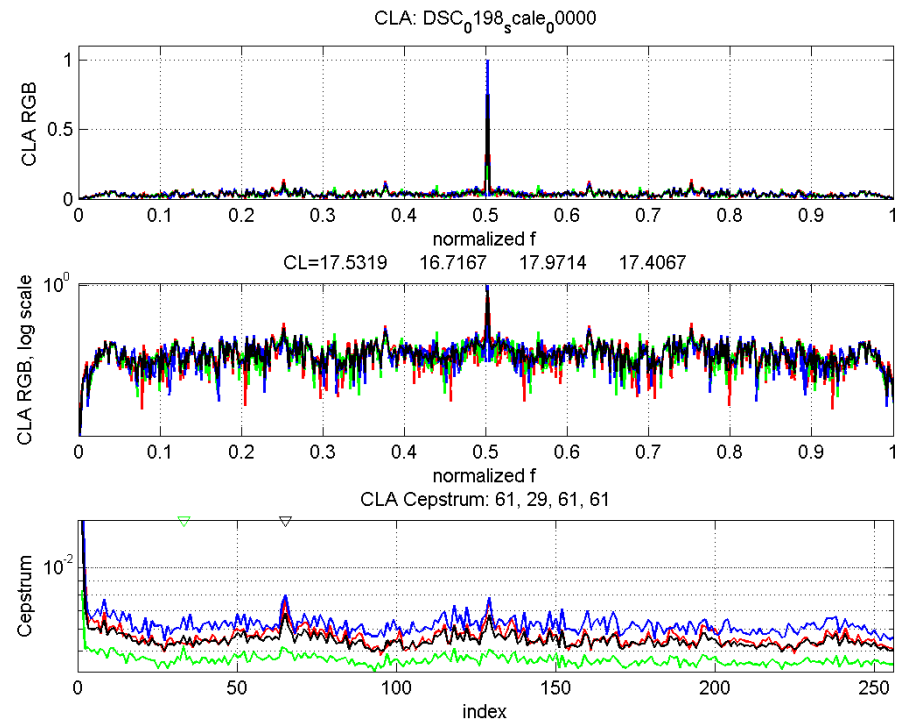 CLA: DSC0198scale00000
1
0.5
0
CLA RGB
0 0.1 0.2 0.3 0.4 0.5 0.6 0.7 0.8 0.9 1
normalized f
CL=17.5319 16.7167 17.9714 17.4067
10^0
CLA RGB, log scale
0 0.1 0.2 0.3 0.4 0.5 0.6 0.7 0.8 0.9 1
normalized f
CLA Cepstrum: 61, 29, 61, 61
10^-2
Cepstrum
0 50 100 150 200 250
index